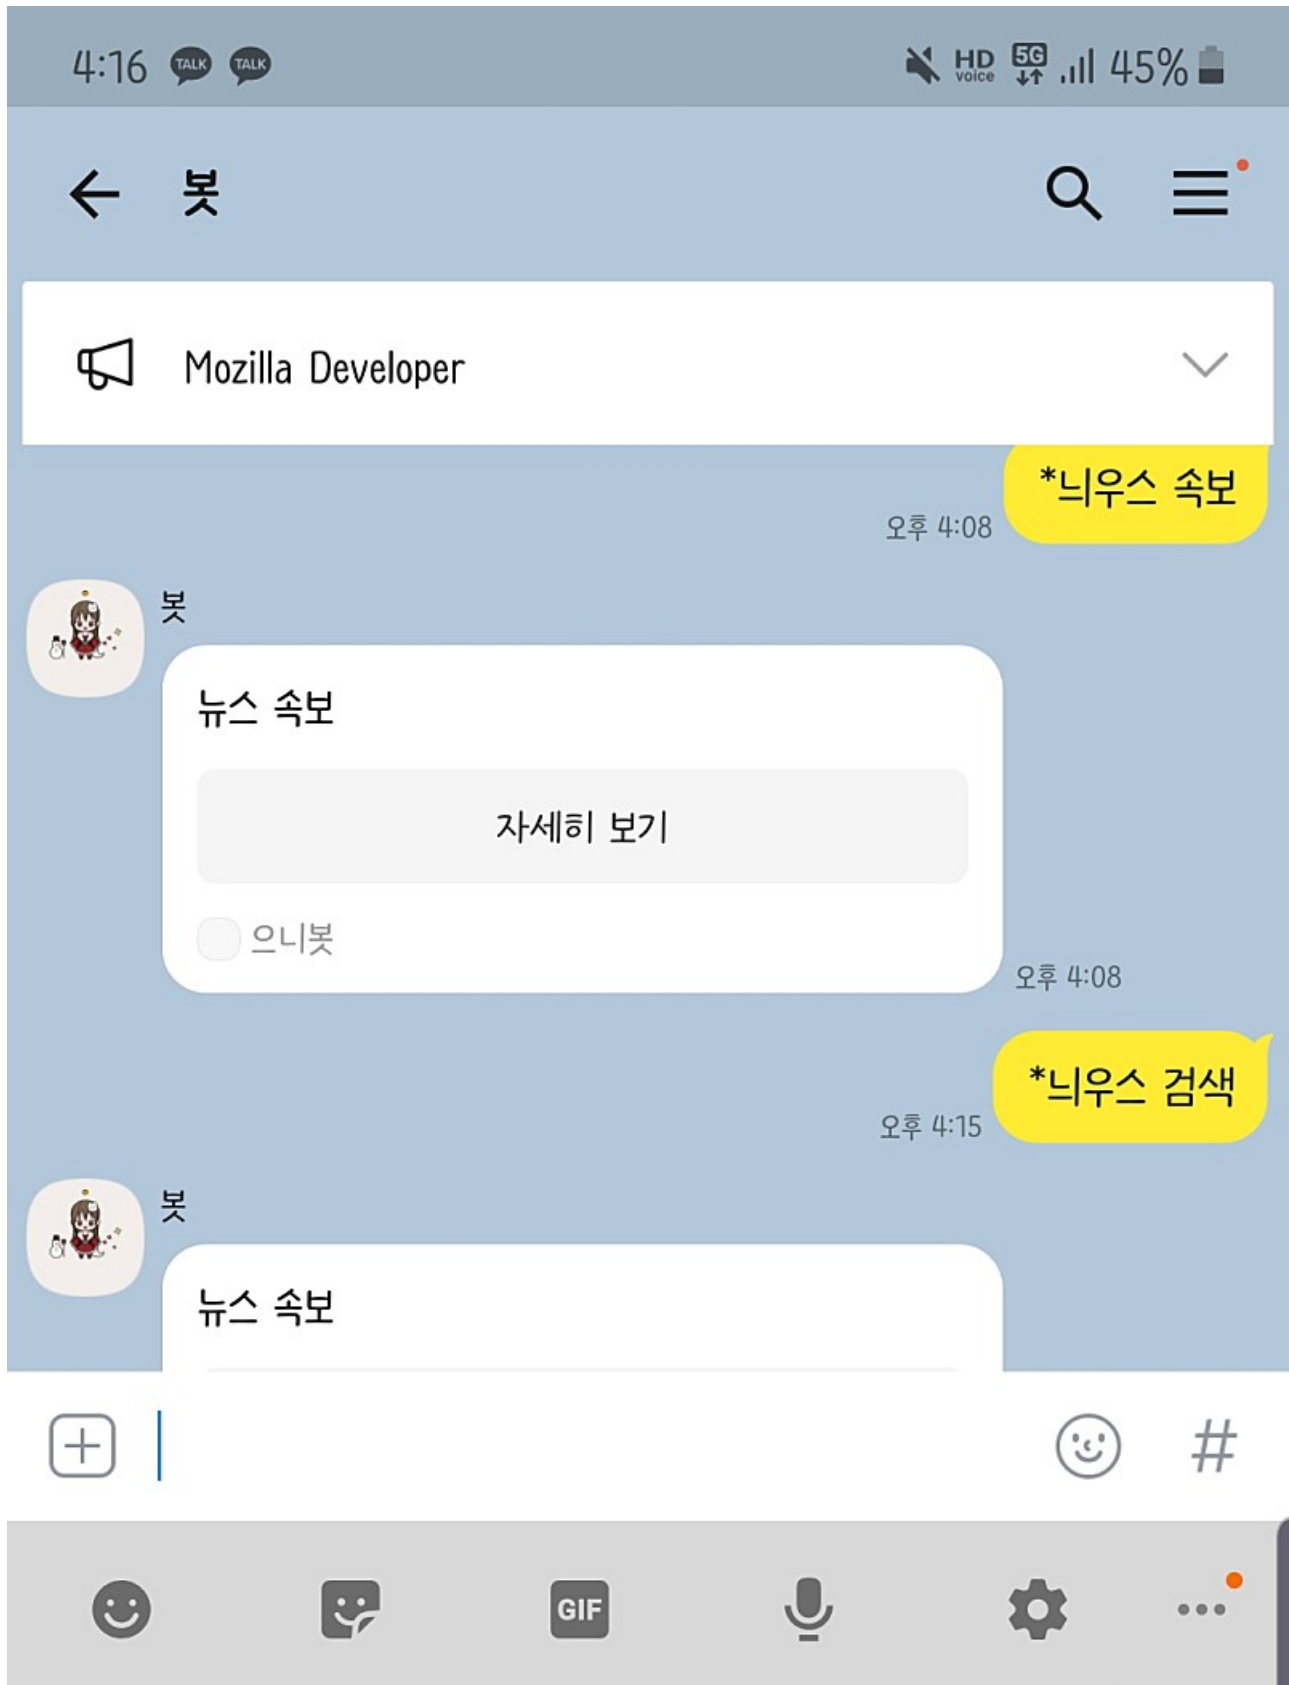 4:16 TALK TALK HD voice 5G 45%
봇
Mozilla Developer
*늬우스 속보
오후 4:08
봇
뉴스 속보
자세히 보기
으니봇
오후 4:08
*늬우스 검색
오후 4:15
봇
뉴스 속보
#
GIF